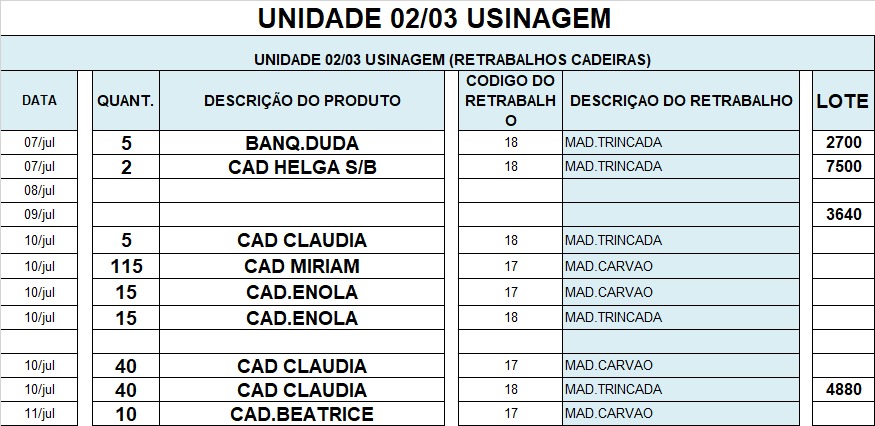 UNIDADE 02/03 USINAGEM
UNIDADE 02/03 USINAGEM (RETRABALHOS CADEIRAS)
DATA QUANT. DESCRIÇÃO DO PRODUTO CODIGO DO RETRABALHO DESCRIÇAO DO RETRABALHO LOTE
07/jul 5 BANQ.DUDA 18 MAD.TRINCADA 2700
07/jul 2 CAD HELGA S/B 18 MAD.TRINCADA 7500
08/jul
09/jul 3640
10/jul 5 CAD CLAUDIA 18 MAD.TRINCADA
10/jul 115 CAD MIRIAM 17 MAD.CARVAO
10/jul 15 CAD.ENOLA 17 MAD.CARVAO
10/jul 15 CAD.ENOLA 18 MAD.TRINCADA
10/jul 40 CAD CLAUDIA 17 MAD.CARVAO
10/jul 40 CAD CLAUDIA 18 MAD.TRINCADA 4880
11/jul 10 CAD.BEATRICE 17 MAD.CARVAO